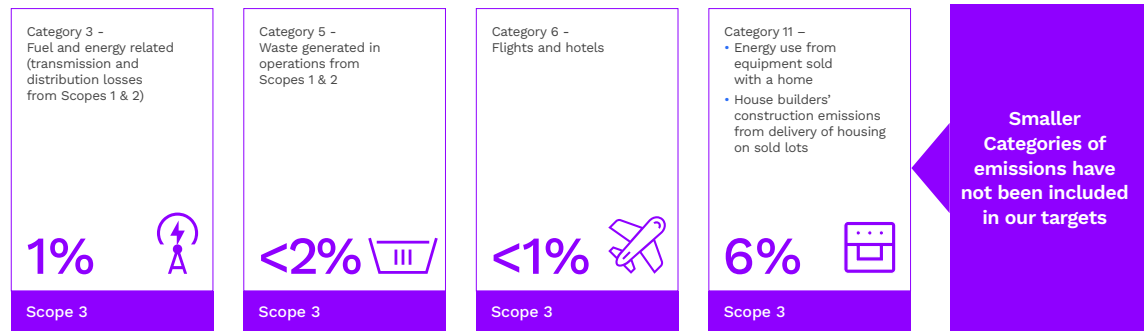 Category 3 -
Fuel and energy related
(transmission and
distribution losses
from Scopes 1 & 2)
1%
Scope 3
Category 5 -
Waste generated in
operations from
Scopes 1 & 2
<2%
Scope 3
Category 6 -
Flights and hotels
<1%
Scope 3
Category 11 –
• Energy use from
equipment sold
with a home
• House builders’
construction emissions
from delivery of housing
on sold lots
6%
Scope 3
Smaller
Categories of
emissions have
not been included
in our targets